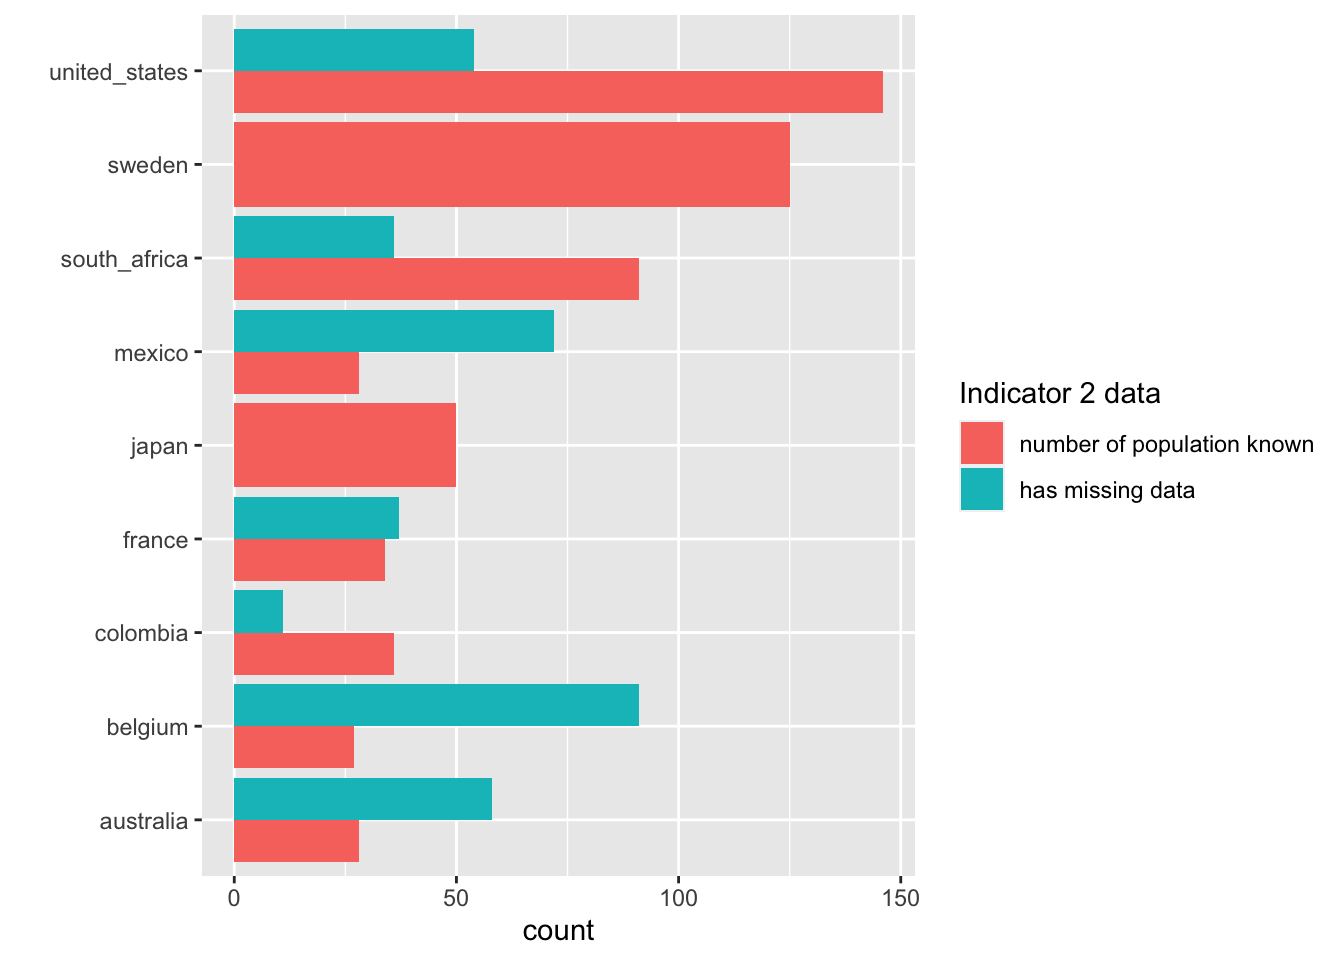 united_states
sweden
south_africa
mexico
japan
france
colombia
belgium
australia
0 50 100 150
count
Indicator 2 data
number of population known
has missing data